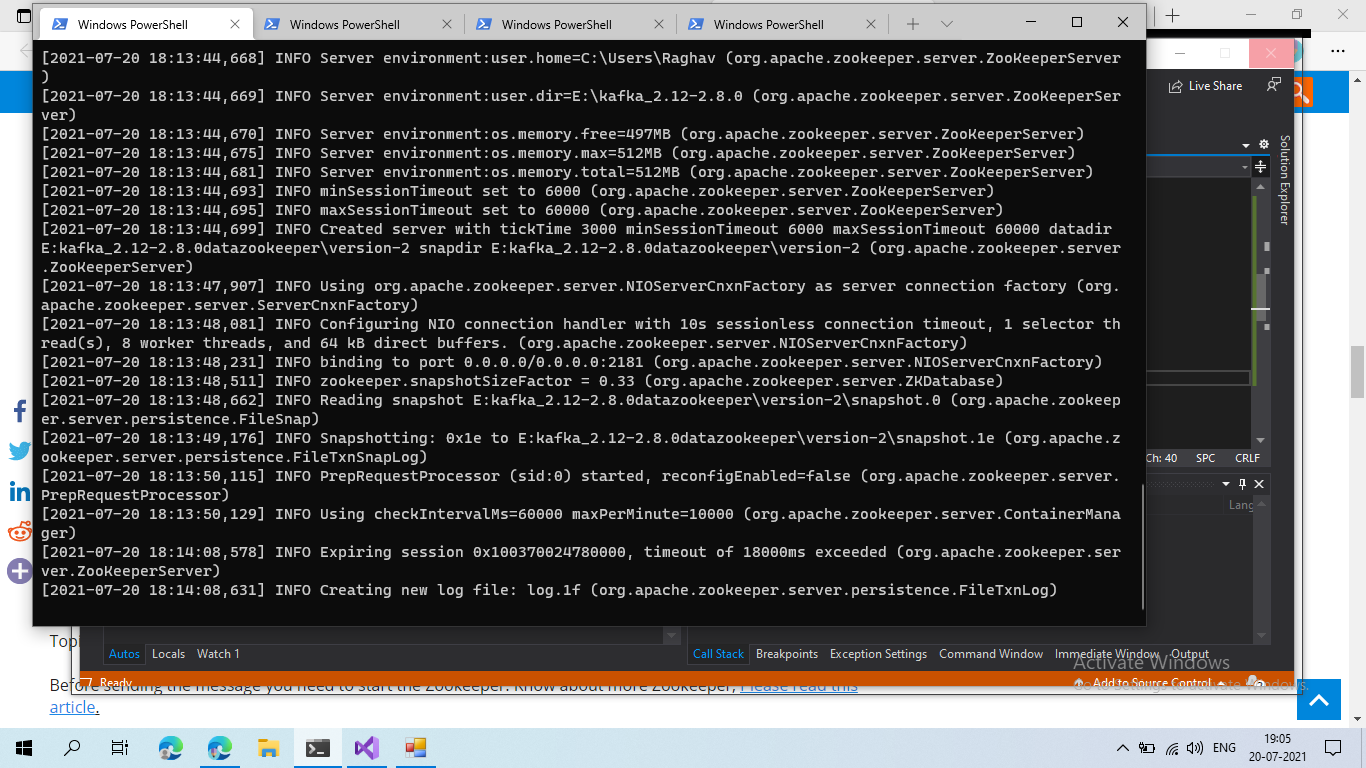 Windows PowerShell
Windows PowerShell
Windows PowerShell
Windows PowerShell
[2021-07-20 18:13:44,668] INFO Server environment:user.home=C:\Users\Raghav (org.apache.zookeeper.server.ZooKeeperServer
)
[2021-07-20 18:13:44,669] INFO Server environment:user.dir=E:\kafka_2.12-2.8.0 (org.apache.zookeeper.server.ZooKeeperSer
ver)
[2021-07-20 18:13:44,670] INFO Server environment:os.memory.free=497MB (org.apache.zookeeper.server.ZooKeeperServer)
[2021-07-20 18:13:44,675] INFO Server environment:os.memory.max=512MB (org.apache.zookeeper.server.ZooKeeperServer)
[2021-07-20 18:13:44,681] INFO Server environment:os.memory.total=512MB (org.apache.zookeeper.server.ZooKeeperServer)
[2021-07-20 18:13:44,693] INFO minSessionTimeout set to 6000 (org.apache.zookeeper.server.ZooKeeperServer)
[2021-07-20 18:13:44,695] INFO maxSessionTimeout set to 60000 (org.apache.zookeeper.server.ZooKeeperServer)
[2021-07-20 18:13:44,699] INFO Created server with tickTime 3000 minSessionTimeout 6000 maxSessionTimeout 60000 datadir
E:kafka_2.12-2.8.0datazookeeper\version-2 snapdir E:kafka_2.12-2.8.0datazookeeper\version-2 (org.apache.zookeeper.server
.ZooKeeperServer)
[2021-07-20 18:13:47,907] INFO Using org.apache.zookeeper.server.NIOServerCnxnFactory as server connection factory (org.
apache.zookeeper.server.ServerCnxnFactory)
[2021-07-20 18:13:48,081] INFO Configuring NIO connection handler with 10s sessionless connection timeout, 1 selector th
read(s), 8 worker threads, and 64 kB direct buffers. (org.apache.zookeeper.server.NIOServerCnxnFactory)
[2021-07-20 18:13:48,231] INFO binding to port 0.0.0.0/0.0.0.0:2181 (org.apache.zookeeper.server.NIOServerCnxnFactory)
[2021-07-20 18:13:48,511] INFO zookeeper.snapshotSizeFactor = 0.33 (org.apache.zookeeper.server.ZKDatabase)
[2021-07-20 18:13:48,662] INFO Reading snapshot E:kafka_2.12-2.8.0datazookeeper\version-2\snapshot.0 (org.apache.zookeep
er.server.persistence.FileSnap)
[2021-07-20 18:13:49,176] INFO Snapshotting: 0x1e to E:kafka_2.12-2.8.0datazookeeper\version-2\snapshot.1e (org.apache.z
ookeeper.server.persistence.FileTxnSnapLog)
[2021-07-20 18:13:50,115] INFO PrepRequestProcessor (sid:0) started, reconfigEnabled=false (org.apache.zookeeper.server.
PrepRequestProcessor)
[2021-07-20 18:13:50,129] INFO Using checkIntervalMs=60000 maxPerMinute=10000 (org.apache.zookeeper.server.ContainerMana
ger)
[2021-07-20 18:14:08,578] INFO Expiring session 0x100370024780000, timeout of 18000ms exceeded (org.apache.zookeeper.ser
ver.ZooKeeperServer)
[2021-07-20 18:14:08,631] INFO Creating new log file: log.1f (org.apache.zookeeper.server.persistence.FileTxnLog)
Live Share
Solution Explorer
Ch: 40 SPC CRLF
Lang
Topi
Autos Locals Watch 1
Call Stack Breakpoints Exception Settings Command Window Immediate Window Output
Activate Windows
Go to Settings to activate Windows.
Ready
Add to Source Control
Before sending the message you need to start the Zookeeper. Know about more Zookeeper, Please read this
article.
ENG
19:05
20-07-2021